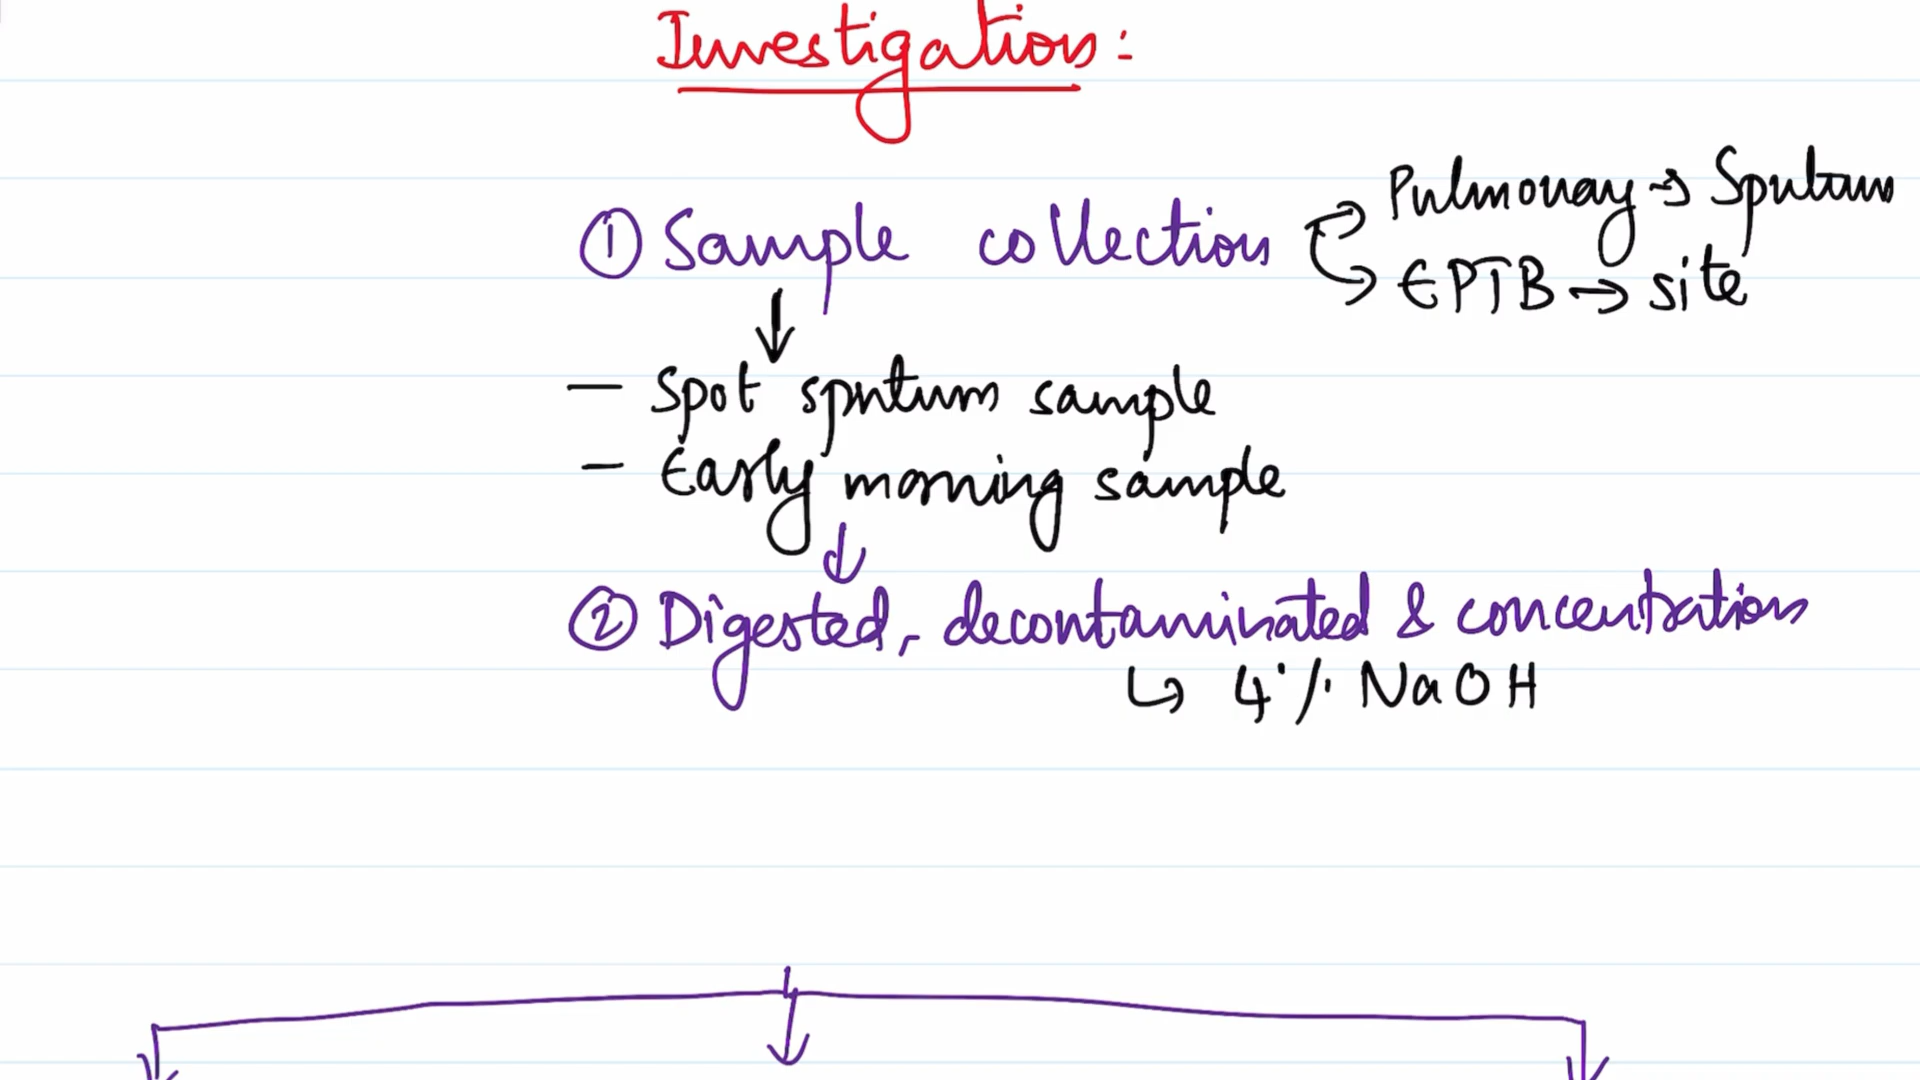 Investigation:
① Sample collection
Pulmonay → Sputum
EPTB → site
— Spot sputum sample
— Early morning sample
② Digested, decontaminated & concentration
↳ 4% NaOH